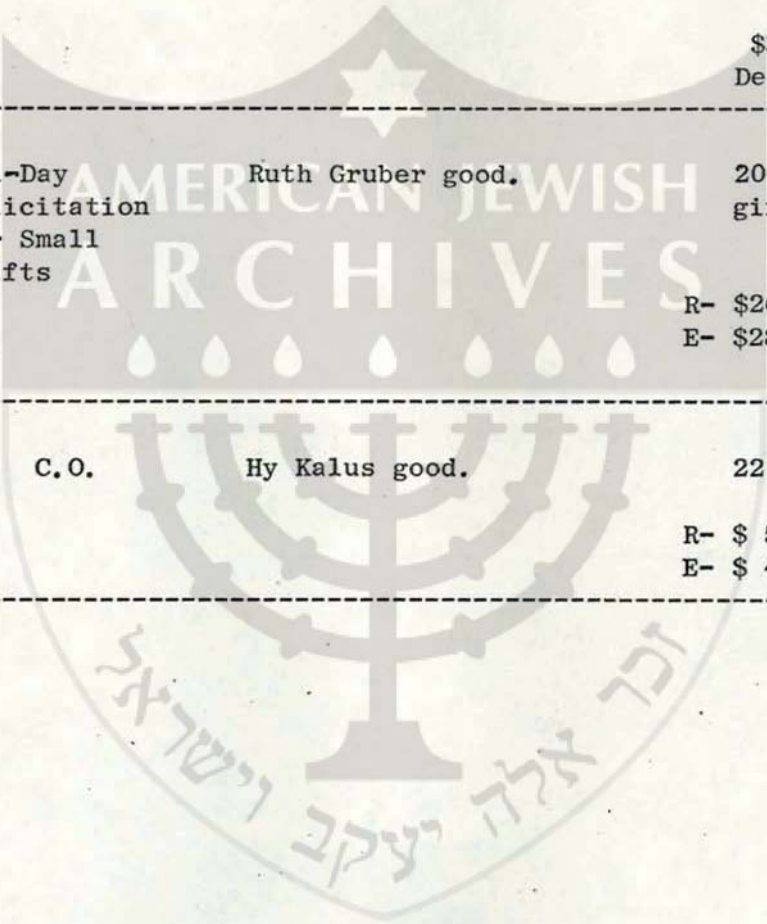 $
De
-Day Ruth Gruber good. 20
icitation gi
Small
fts
R- $2
E- $28
C.O. Hy Kalus good. 22
R- $
E- $
AMERICAN JEWISH
ARCHIVES
זכר אלה יעקב וישראל